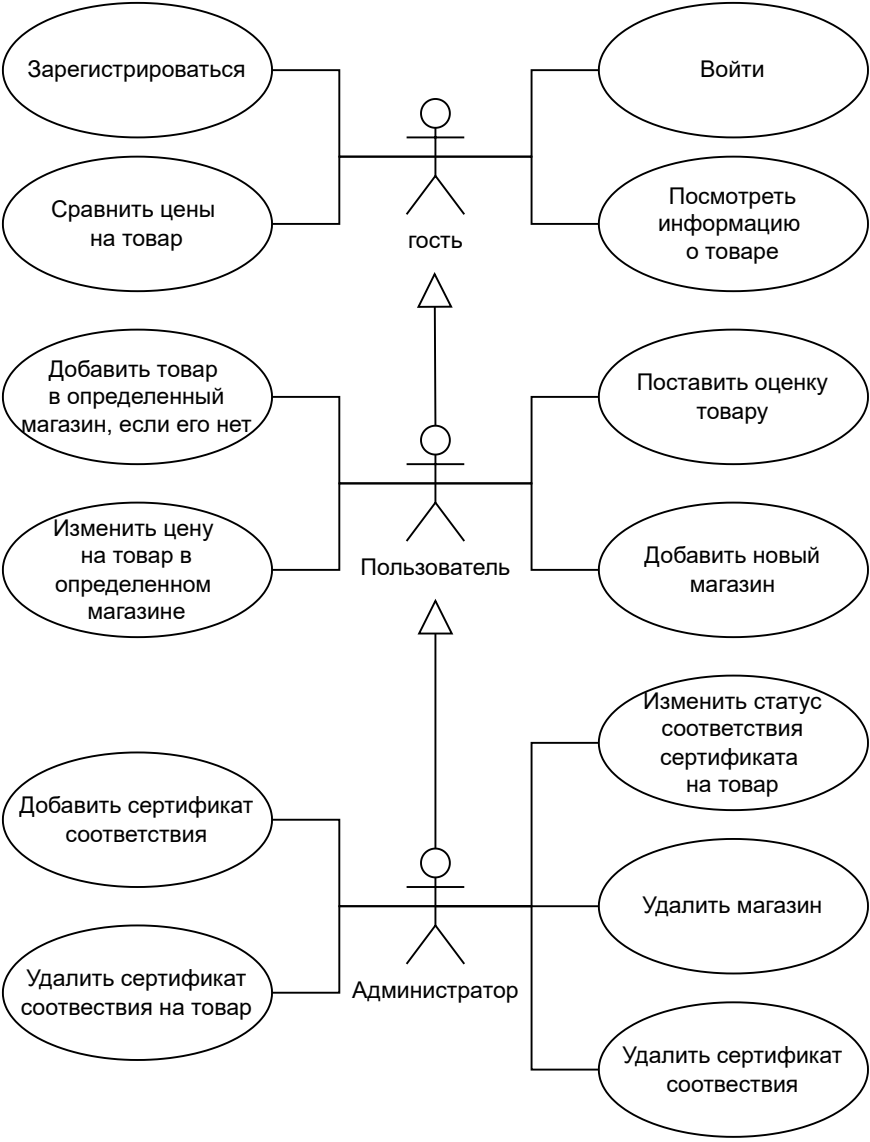 Зарегистрироваться
Войти
Сравнить цены
на товар
гость
Посмотреть
информацию
о товаре
Добавить товар
в определенный
магазин, если его нет
Поставить оценку
товару
Изменить цену
на товар в
определенном
магазине
Пользователь
Добавить новый
магазин
Изменить статус
соответствия
сертификата
на товар
Добавить сертификат
соответствия
Удалить магазин
Удалить сертификат
соотвествия на товар
Администратор
Удалить сертификат
соотвествия